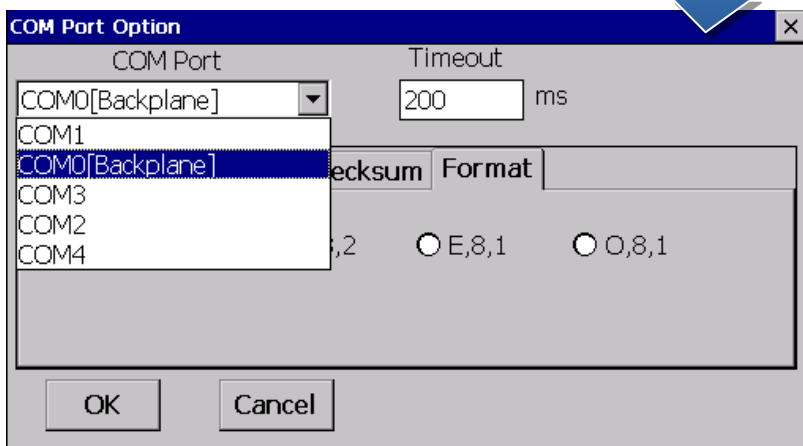 COM Port Option
COM Port Timeout
COM0[Backplane] 200 ms
COM1
COM0[Backplane]
COM3
COM2
COM4
ecksum Format
,2 E,8,1 O,8,1
OK Cancel